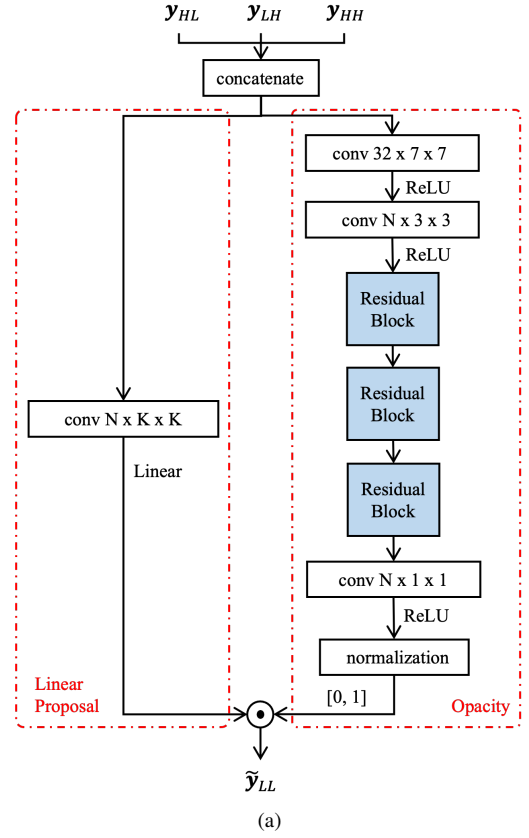 y_HL y_LH y_HH
concatenate
conv 32 x 7 x 7
ReLU
conv N x 3 x 3
ReLU
Residual
Block
Residual
Block
conv N x K x K
Linear
Residual
Block
conv N x 1 x 1
ReLU
normalization
Linear
Proposal
[0, 1]
Opacity
ỹ_LL
(a)